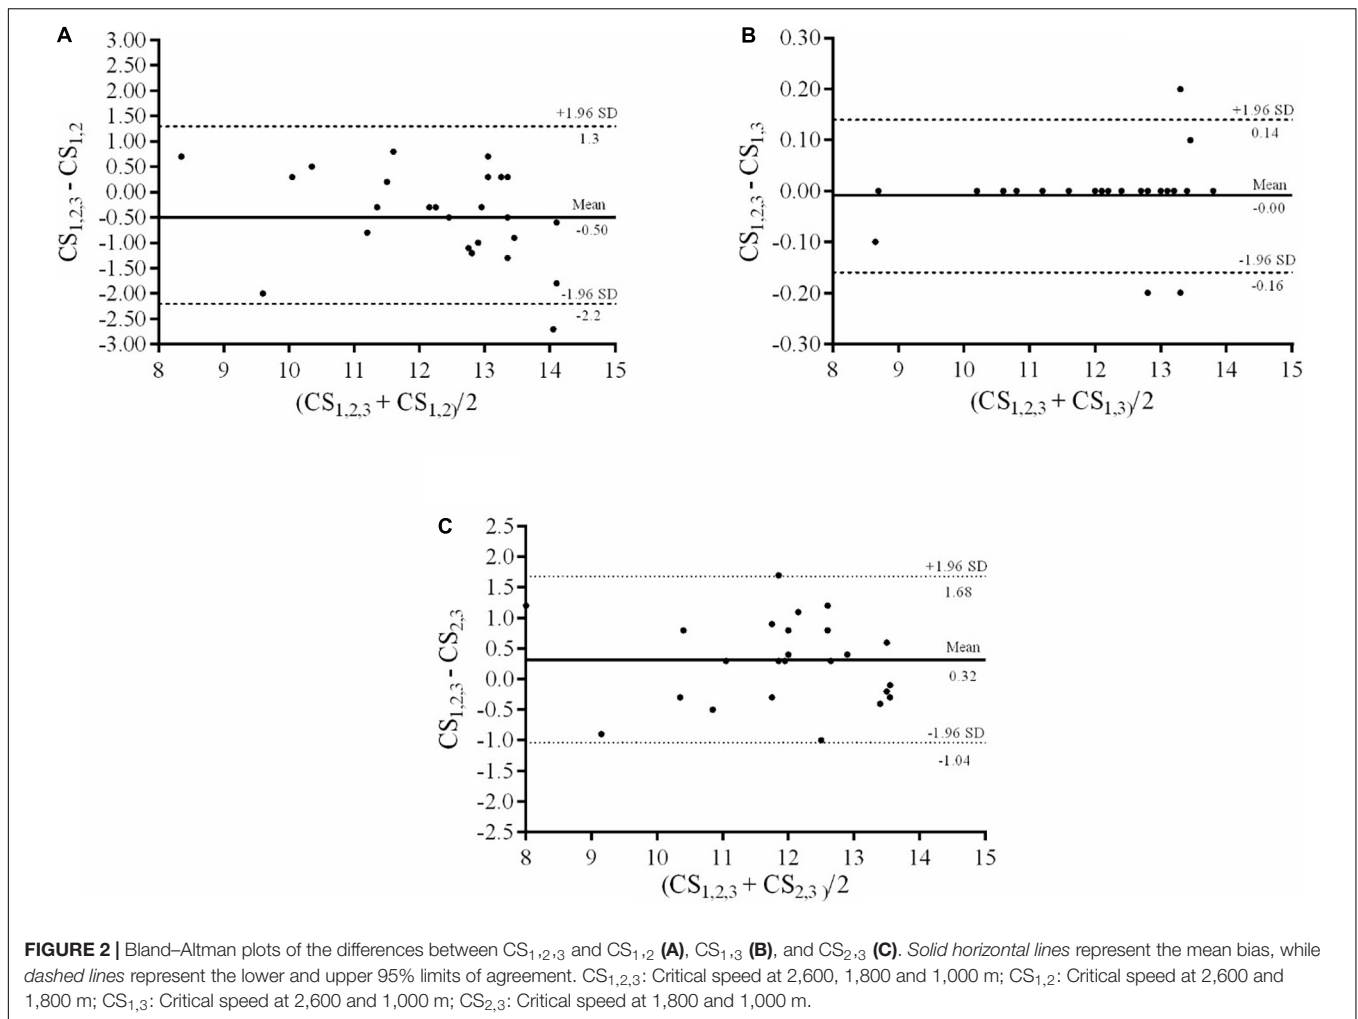 A
3.00
2.50
2.00
1.50
1.00
0.50
0.00
-0.50
-1.00
-1.50
-2.00
-2.50
-3.00
CS1,2,3 - CS1,2
+1.96 SD
1.3
Mean
-0.50
-1.96 SD
-2.2
8 9 10 11 12 13 14 15
(CS1,2,3 + CS1,2)/2
B
0.30
0.20
0.10
0.00
-0.10
-0.20
-0.30
CS1,2,3 - CS1,3
+1.96 SD
0.14
Mean
-0.00
-1.96 SD
-0.16
8 9 10 11 12 13 14 15
(CS1,2,3 + CS1,3)/2
C
2.5
2.0
1.5
1.0
0.5
0.0
-0.5
-1.0
-1.5
-2.0
-2.5
CS1,2,3 - CS2,3
+1.96 SD
1.68
Mean
0.32
-1.96 SD
-1.04
8 9 10 11 12 13 14 15
(CS1,2,3 + CS2,3 )/2
FIGURE 2 | Bland–Altman plots of the differences between CS1,2,3 and CS1,2 (A), CS1,3 (B), and CS2,3 (C). Solid horizontal lines represent the mean bias, while
dashed lines represent the lower and upper 95% limits of agreement. CS1,2,3: Critical speed at 2,600, 1,800 and 1,000 m; CS1,2: Critical speed at 2,600 and
1,800 m; CS1,3: Critical speed at 2,600 and 1,000 m; CS2,3: Critical speed at 1,800 and 1,000 m.